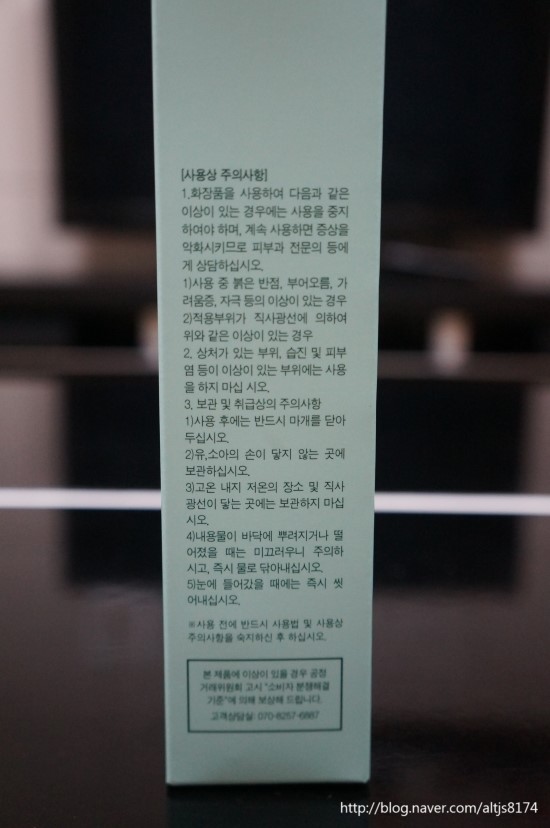 [사용상 주의사항]
1.화장품을 사용하여 다음과 같은
이상이 있는 경우에는 사용을 중지
하여야 하며, 계속 사용하면 증상을
악화시키므로 피부과 전문의 등에
게 상담하십시오.
1)사용 중 붉은 반점, 부어오름, 가
려움증, 자극 등의 이상이 있는 경우
2)적용부위가 직사광선에 의하여
위와 같은 이상이 있는 경우
2. 상처가 있는 부위, 습진 및 피부
염 등이 이상이 있는 부위에는 사용
을 하지 마십 시오.
3. 보관 및 취급상의 주의사항
1)사용 후에는 반드시 마개를 닫아
두십시오.
2)유,소아의 손이 닿지 않는 곳에
보관하십시오.
3)고온 내지 저온의 장소 및 직사
광선이 닿는 곳에는 보관하지 마십
시오.
4)내용물이 바닥에 뿌려지거나 떨
어졌을 때는 미끄러우니 주의하
시고, 즉시 물로 닦아내십시오.
5)눈에 들어갔을 때에는 즉시 씻
어내십시오.
※사용 전에 반드시 사용법 및 사용상
주의사항을 숙지하신 후 하십시오.
본 제품에 이상이 있을 경우 공정
거래위원회 고시 "소비자 분쟁해결
기준"에 의해 보상해 드립니다.
고객상담실: 070-8257-6887
http://blog.naver.com/altjs8174